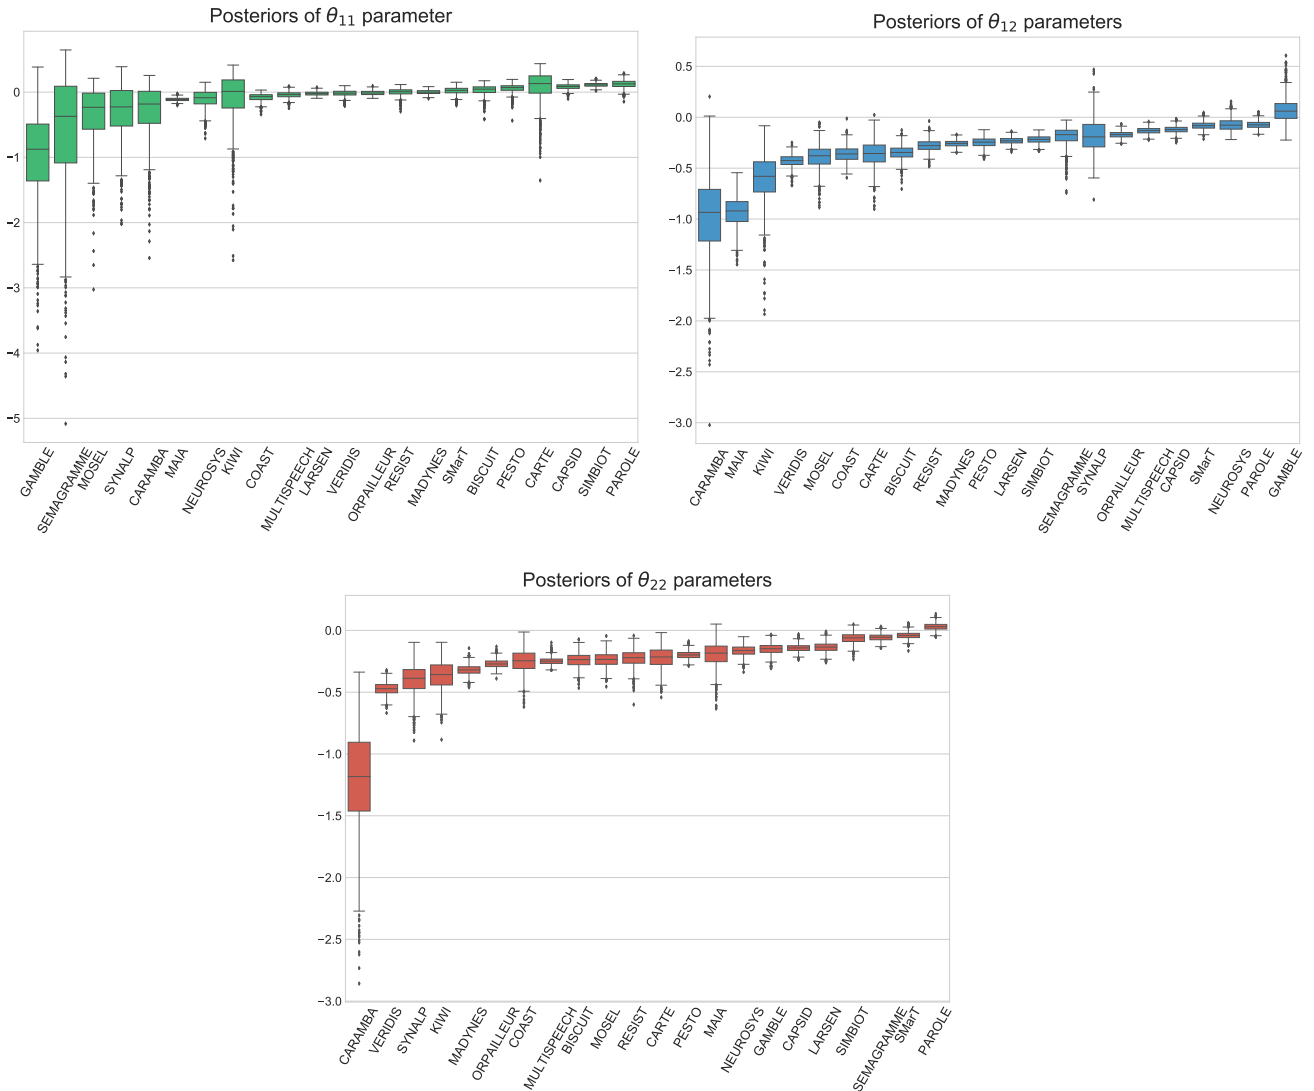 Posteriors of θ11 parameter
0
−1
−2
−3
−4
−5
GAMBLE
SEMAGRAMME
MOSEL
SYNALP
CARAMBA
MAIA
NEUROSYS
KIWI
COAST
MULTISPEECH
LARSEN
VERIDIS
ORPAILLEUR
RESIST
MADYNES
SMarT
BISCUIT
PESTO
CARTE
CAPSID
SIMBIOT
PAROLE
Posteriors of θ12 parameters
0.5
0.0
−0.5
−1.0
−1.5
−2.0
−2.5
−3.0
CARAMBA
MAIA
KIWI
VERIDIS
MOSEL
COAST
CARTE
BISCUIT
RESIST
MADYNES
PESTO
LARSEN
SIMBIOT
SEMAGRAMME
SYNALP
ORPAILLEUR
MULTISPEECH
CAPSID
SMarT
NEUROSYS
PAROLE
GAMBLE
Posteriors of θ22 parameters
0.0
−0.5
−1.0
−1.5
−2.0
−2.5
−3.0
CARAMBA
VERIDIS
SYNALP
KIWI
MADYNES
ORPAILLEUR
COAST
MULTISPEECH
BISCUIT
MOSEL
RESIST
CARTE
PESTO
MAIA
NEUROSYS
GAMBLE
CAPSID
LARSEN
SIMBIOT
SEMAGRAMME
SMarT
PAROLE